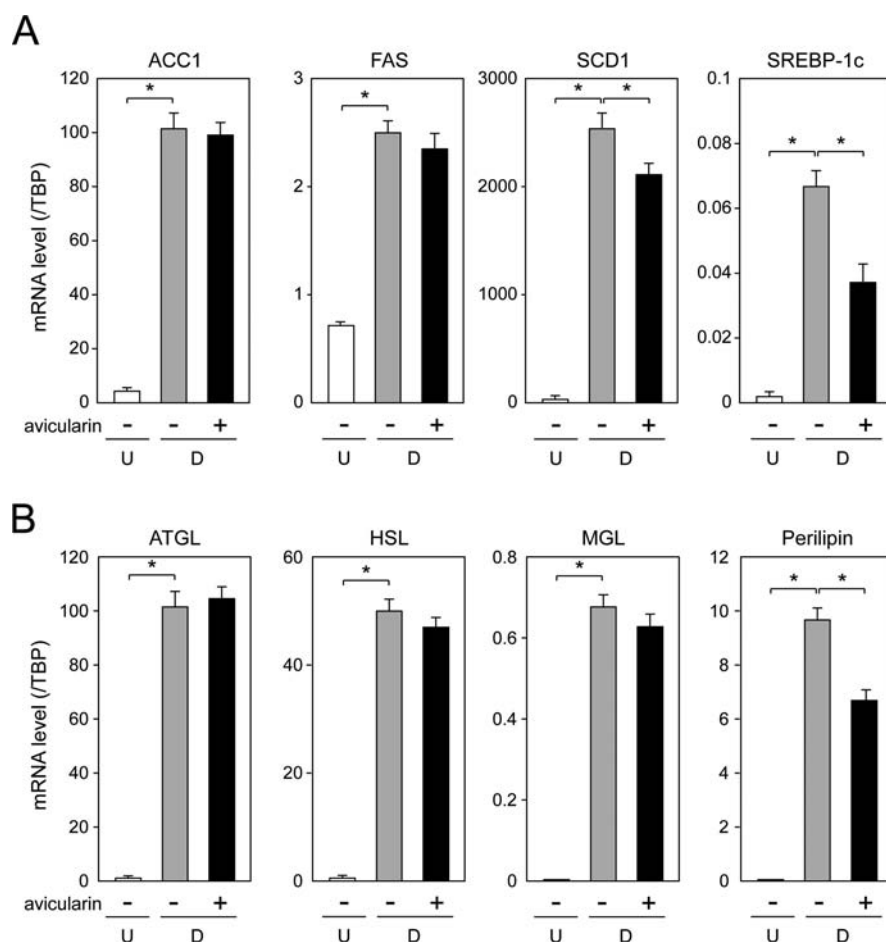 A
ACC1 FAS SCD1 SREBP-1c
mRNA level (/TBP)
120 100 80 60 40 20 0
3 2 1 0
3000 2000 1000 0
0.1 0.08 0.06 0.04 0.02 0
* * * * * *
avicularin - - + - - + - - + - - +
U D U D U D U D
B
ATGL HSL MGL Perilipin
mRNA level (/TBP)
120 100 80 60 40 20 0
60 40 20 0
0.8 0.6 0.4 0.2 0
12 10 8 6 4 2 0
* * * * *
avicularin - - + - - + - - + - - +
U D U D U D U D